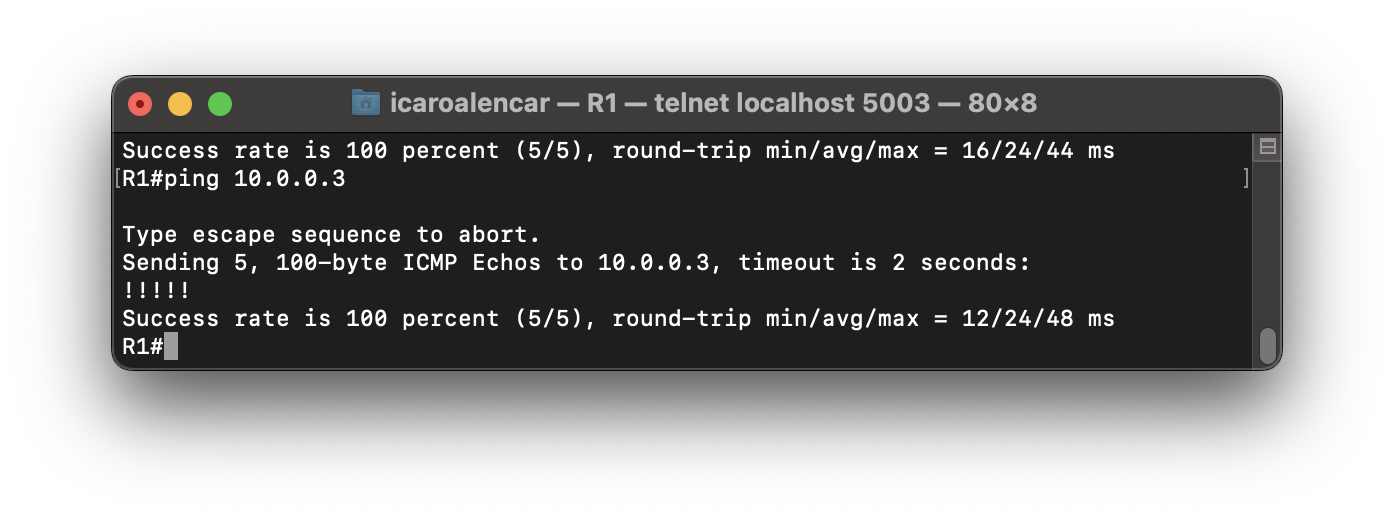 icaroalencar — R1 — telnet localhost 5003 — 80×8
Success rate is 100 percent (5/5), round-trip min/avg/max = 16/24/44 ms
[R1#ping 10.0.0.3 ]
Type escape sequence to abort.
Sending 5, 100-byte ICMP Echos to 10.0.0.3, timeout is 2 seconds:
!!!!!
Success rate is 100 percent (5/5), round-trip min/avg/max = 12/24/48 ms
R1#